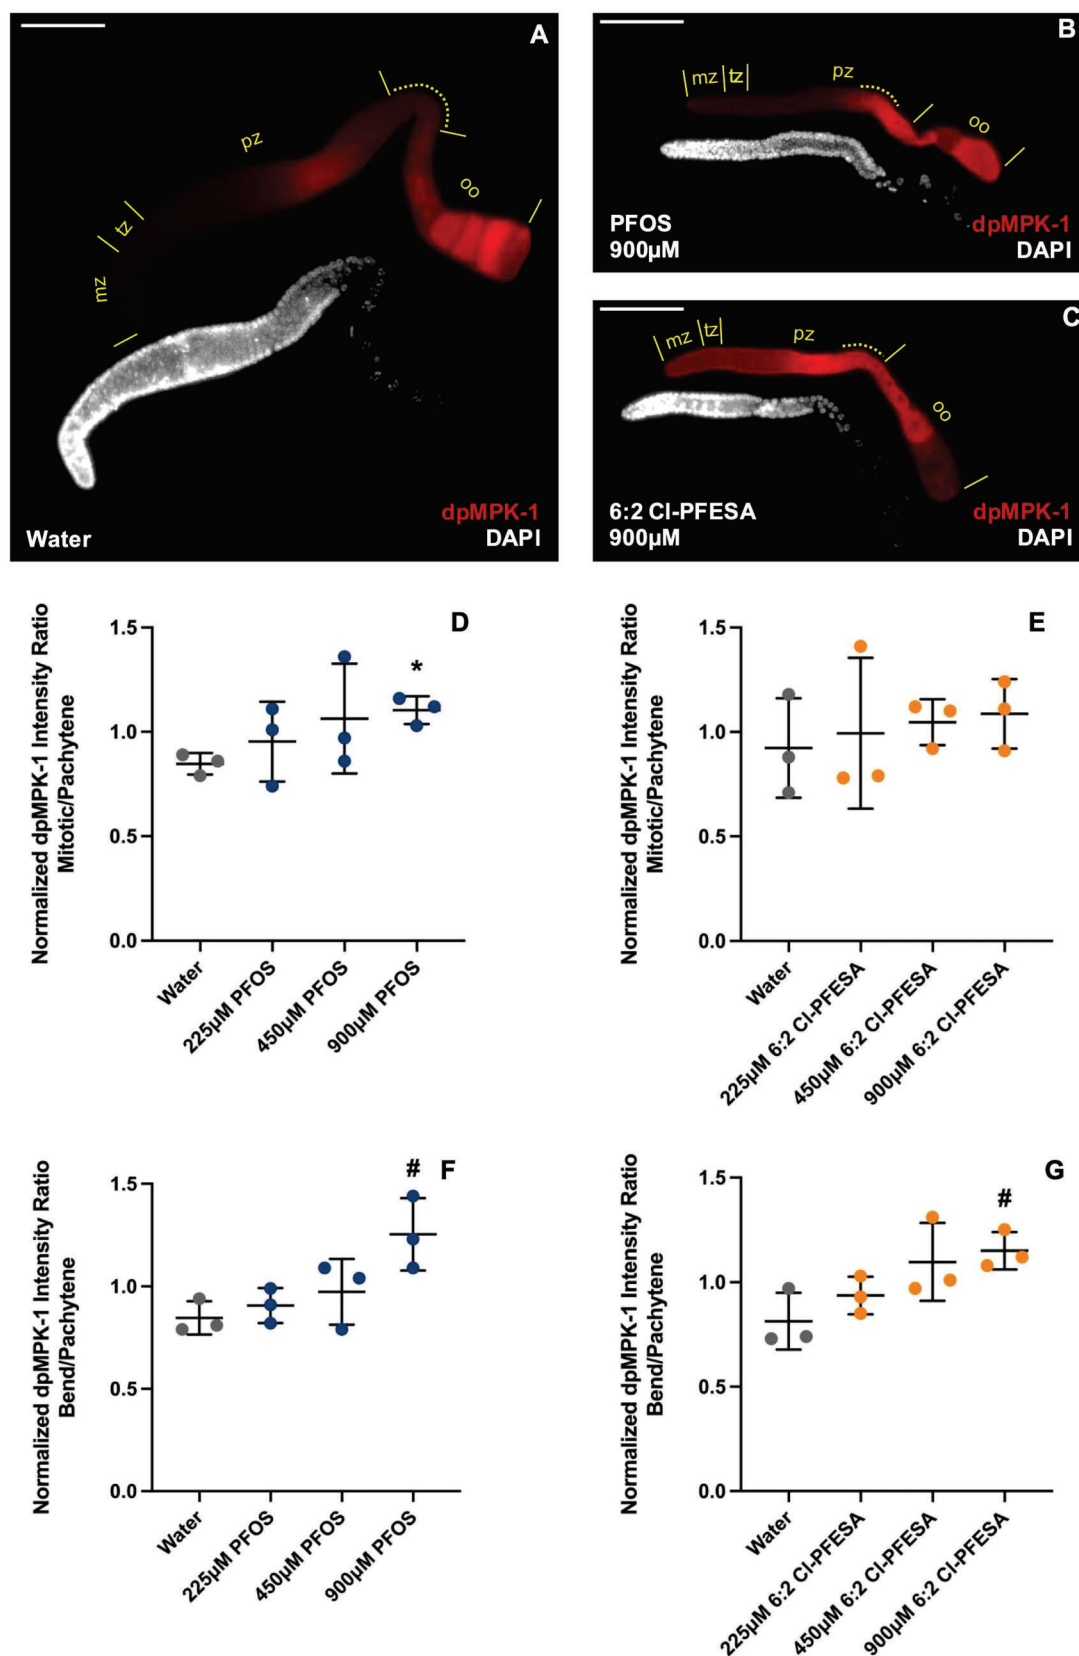 A
pz
oo
tz
mz
dpMPK-1
Water
DAPI
B
mz
tz
pz
oo
PFOS
dpMPK-1
900µM
DAPI
C
mz
tz
pz
oo
6:2 Cl-PFESA
dpMPK-1
900µM
DAPI
D
Normalized dpMPK-1 Intensity Ratio
Mitotic/Pachytene
1.5
1.0
0.5
0.0
*
Water
225µM PFOS
450µM PFOS
900µM PFOS
E
Normalized dpMPK-1 Intensity Ratio
Mitotic/Pachytene
1.5
1.0
0.5
0.0
Water
225µM 6:2 Cl-PFESA
450µM 6:2 Cl-PFESA
900µM 6:2 Cl-PFESA
F
Normalized dpMPK-1 Intensity Ratio
Bend/Pachytene
1.5
1.0
0.5
0.0
#
Water
225µM PFOS
450µM PFOS
900µM PFOS
G
Normalized dpMPK-1 Intensity Ratio
Bend/Pachytene
1.5
1.0
0.5
0.0
#
Water
225µM 6:2 Cl-PFESA
450µM 6:2 Cl-PFESA
900µM 6:2 Cl-PFESA